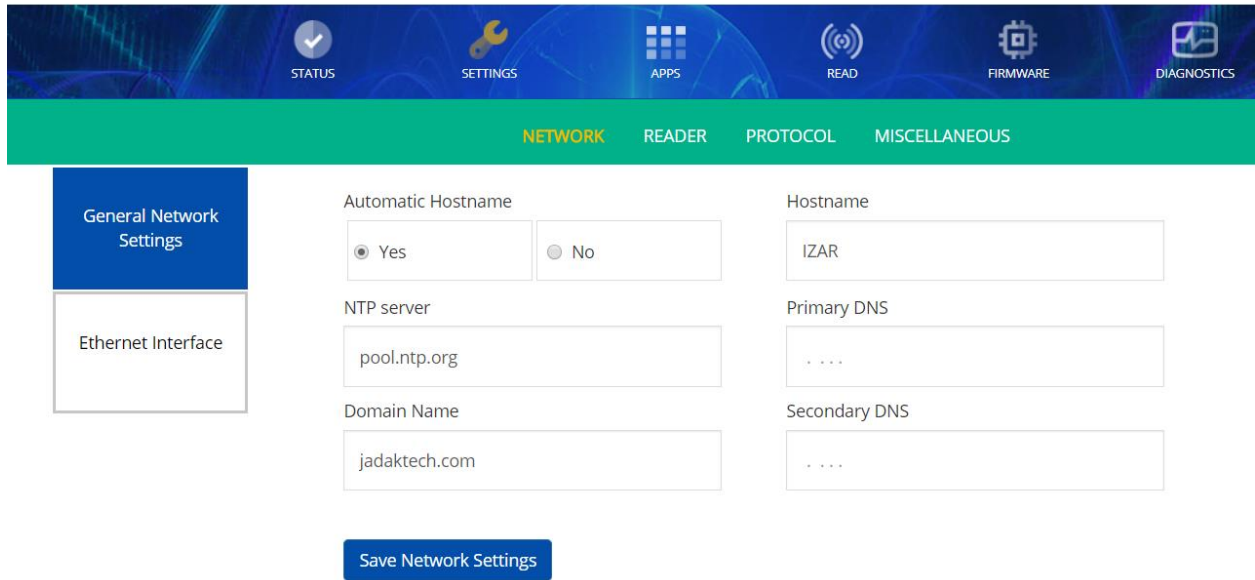 STATUS
SETTINGS
APPS
READ
FIRMWARE
DIAGNOSTICS
NETWORK
READER
PROTOCOL
MISCELLANEOUS
General Network
Settings
Ethernet Interface
Automatic Hostname
Yes
No
Hostname
IZAR
NTP server
pool.ntp.org
Primary DNS
. . . .
Domain Name
jadaktech.com
Secondary DNS
. . . .
Save Network Settings